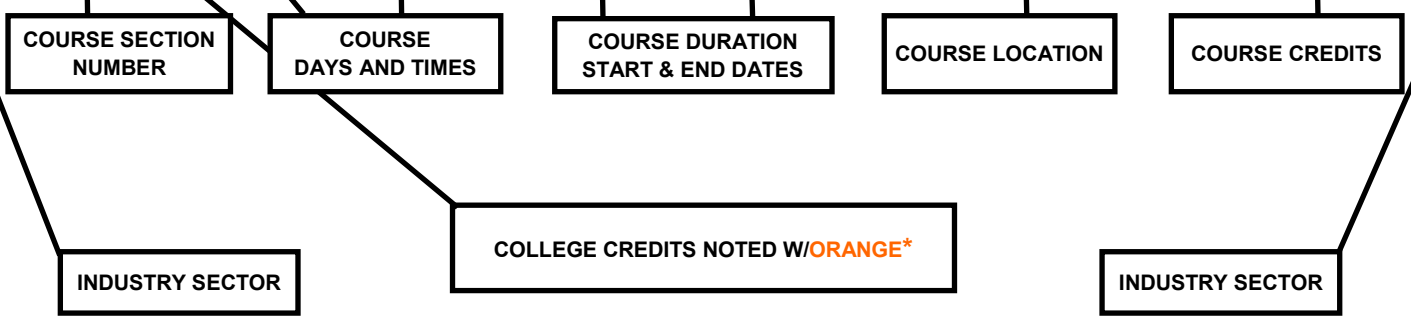 COURSE SECTION
NUMBER
COURSE
DAYS AND TIMES
COURSE DURATION
START & END DATES
COURSE LOCATION
COURSE CREDITS
COLLEGE CREDITS NOTED W/ORANGE*
INDUSTRY SECTOR
INDUSTRY SECTOR